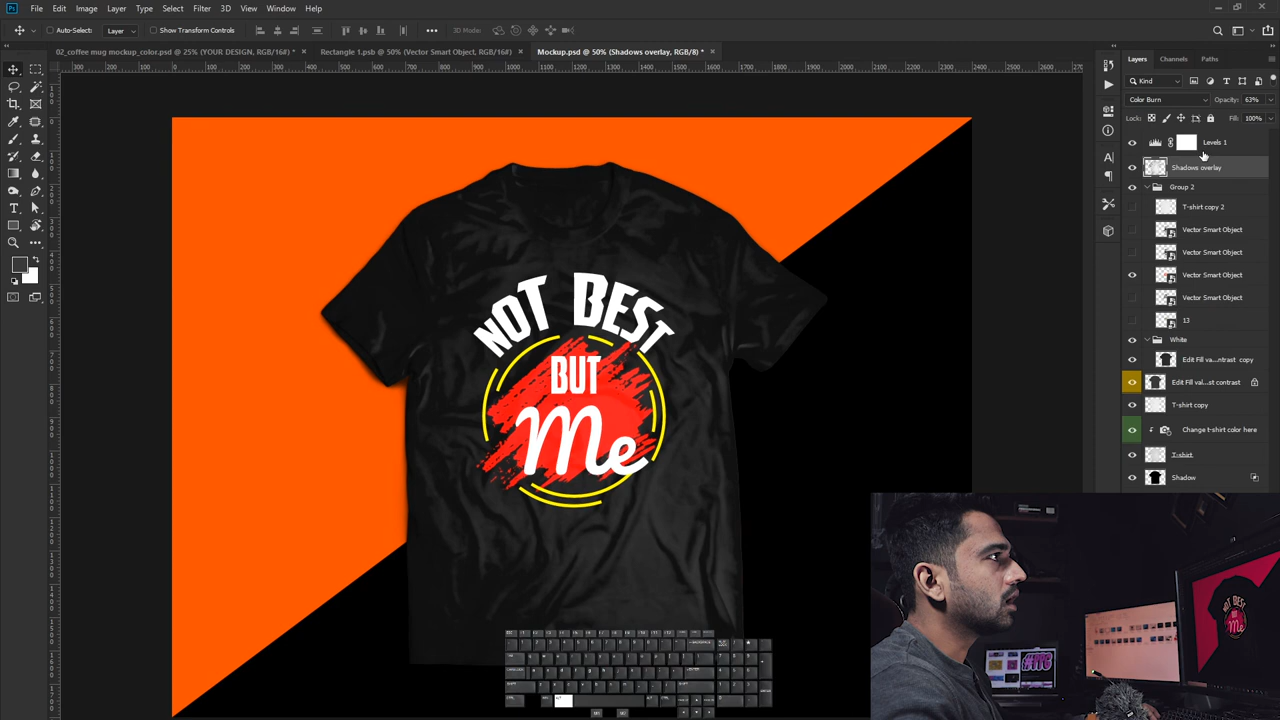 Ps File Edit Image Layer Type Select Filter 3D View Window Help
Auto-Select: Layer Show Transform Controls 3D Mode:
02_coffee mug mockup_color.psd @ 25% (YOUR DESIGN, RGB/16#) * × Rectangle 1.psb @ 50% (Vector Smart Object, RGB/16#) × Mockup.psd @ 50% (Shadows overlay, RGB/8) * ×
Layers Channels Paths
Kind
Color Burn Opacity: 63%
Lock: Fill: 100%
Levels 1
Shadows overlay
Group 2
T-shirt copy 2
Vector Smart Object
Vector Smart Object
Vector Smart Object
Vector Smart Object
13
White
Edit Fill va...ntrast copy
Edit Fill val...st contrast
T-shirt copy
Change t-shirt color here
T-shirt
Shadow
NOT BEST
BUT
Me
NOT BEST
BUT
Me